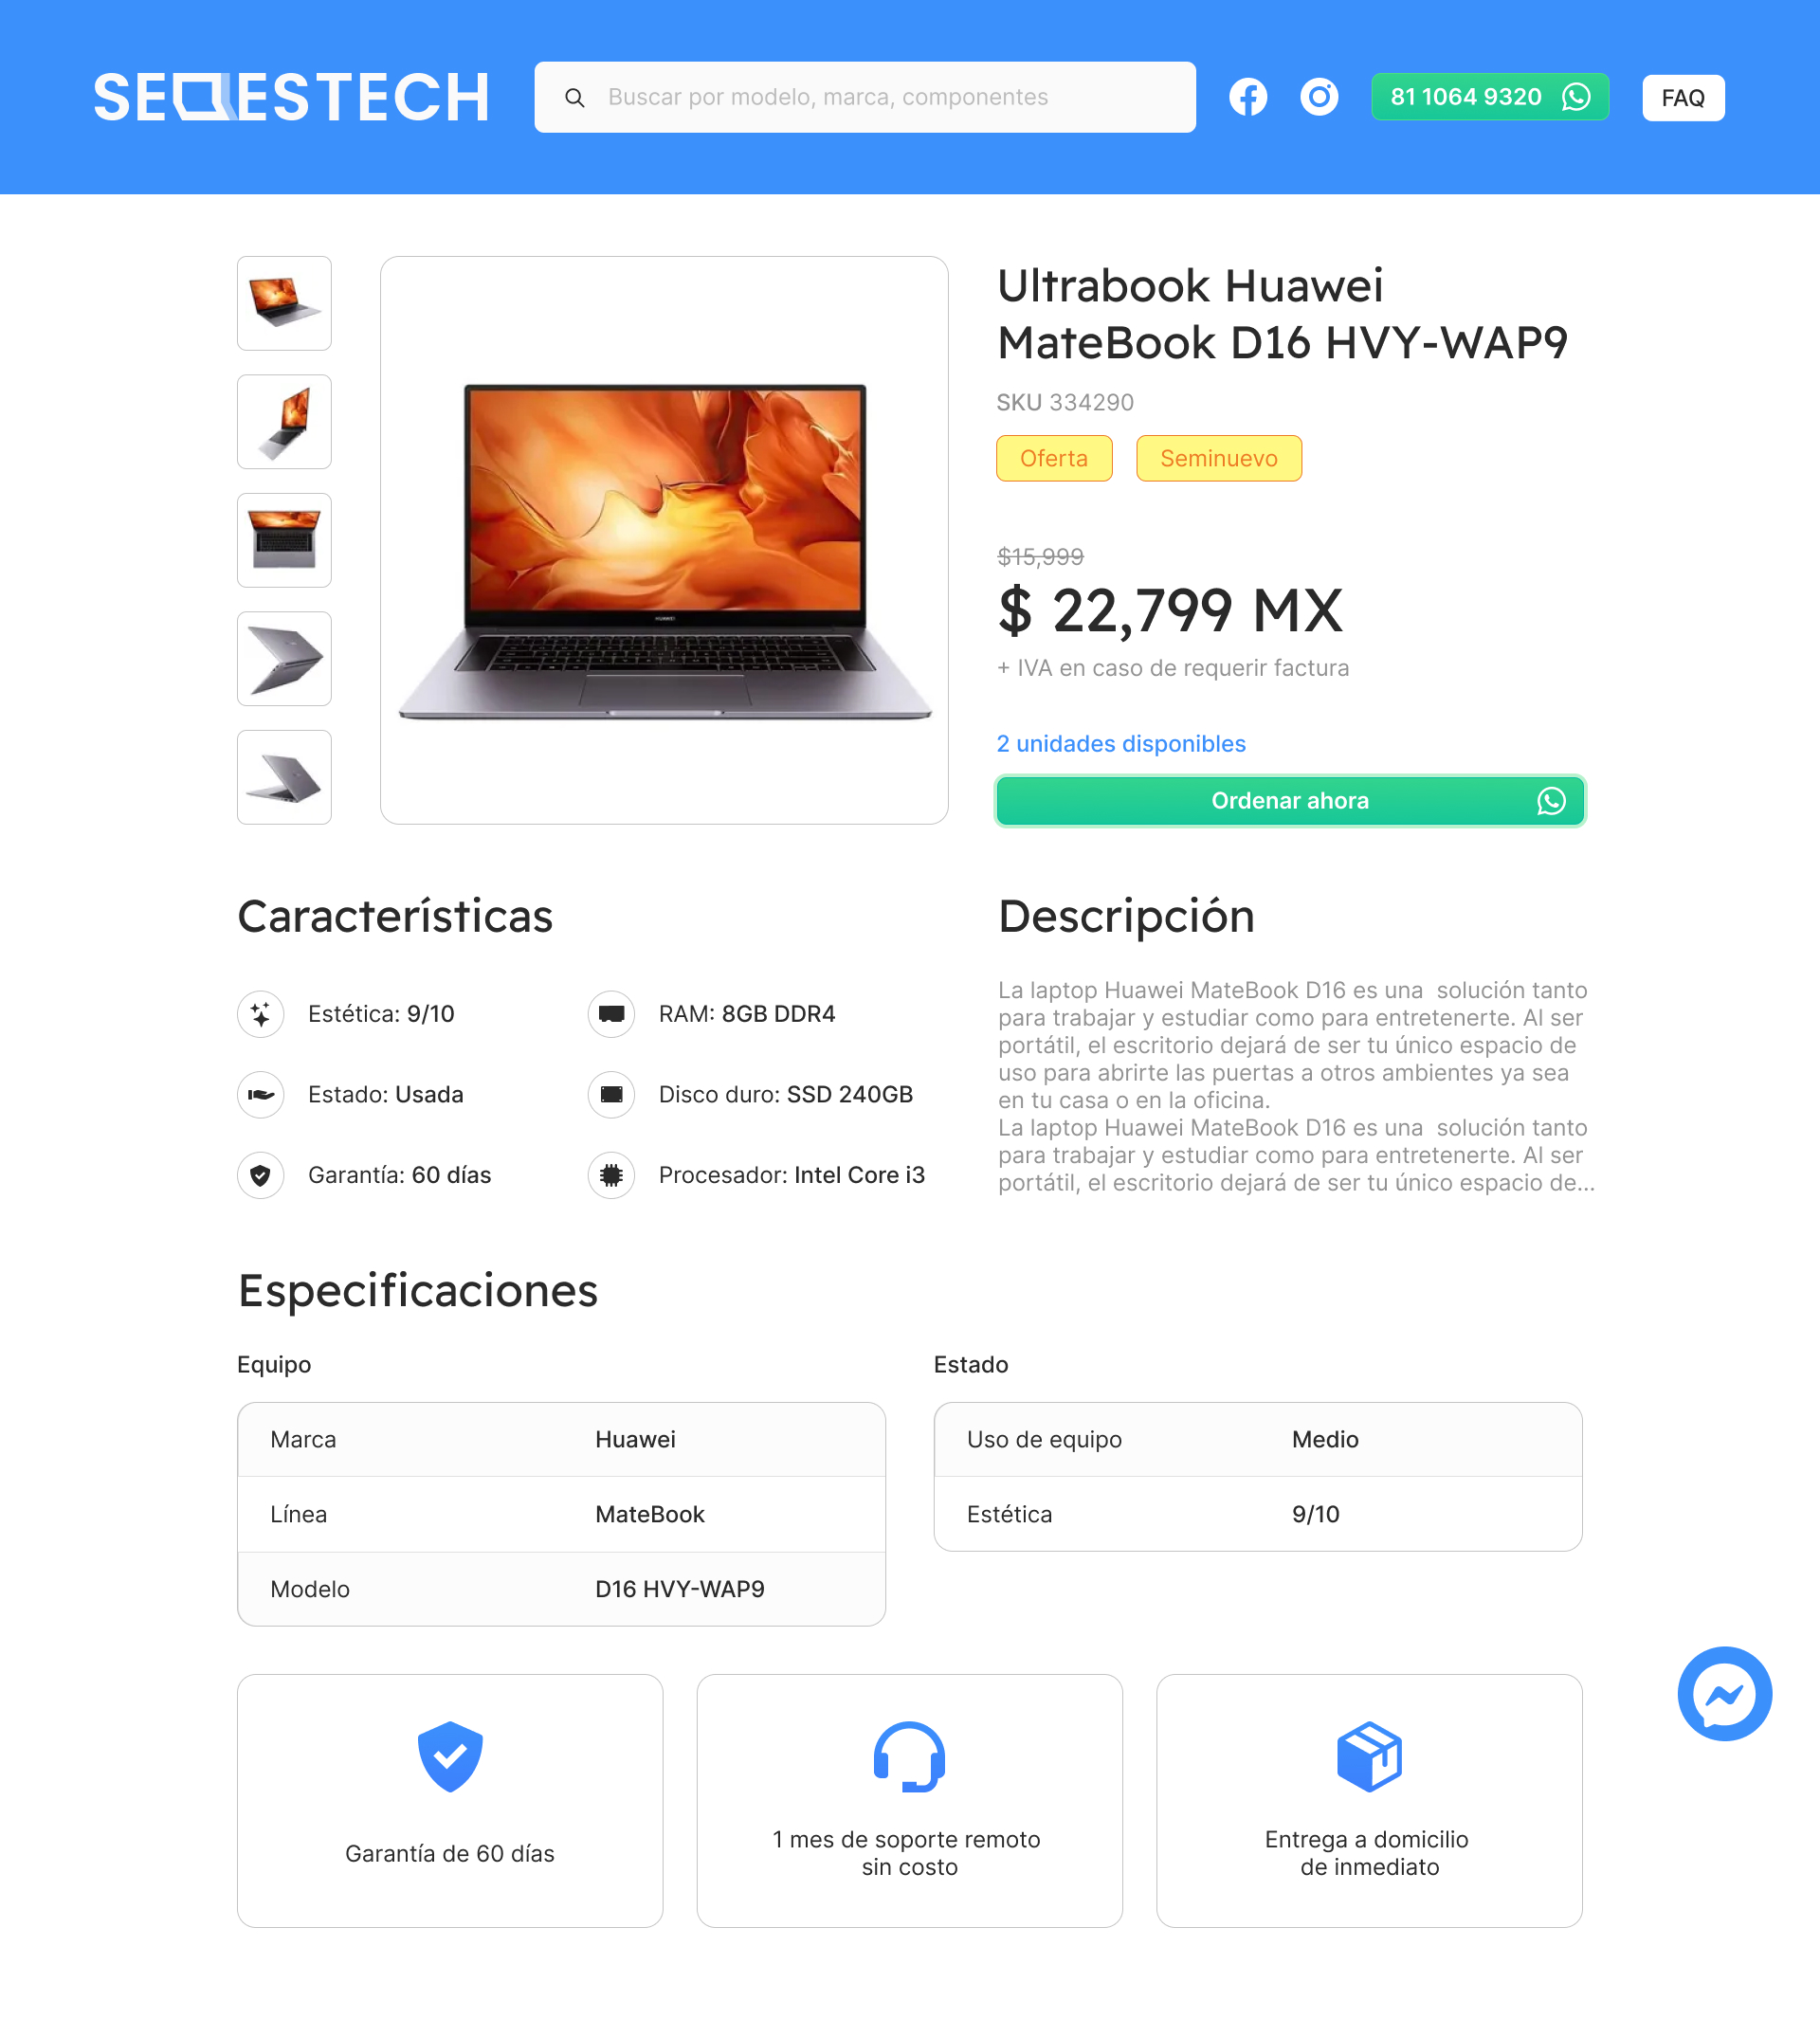 SEQUESTECH
Buscar por modelo, marca, componentes
81 1064 9320
FAQ
Ultrabook Huawei
MateBook D16 HVY-WAP9
SKU 334290
Oferta
Seminuevo
$15,999
$ 22,799 MX
+ IVA en caso de requerir factura
2 unidades disponibles
Ordenar ahora
HUAWEI
Características
Estética: 9/10
RAM: 8GB DDR4
Estado: Usada
Disco duro: SSD 240GB
Garantía: 60 días
Procesador: Intel Core i3
Descripción
La laptop Huawei MateBook D16 es una  solución tanto
para trabajar y estudiar como para entretenerte. Al ser
portátil, el escritorio dejará de ser tu único espacio de
uso para abrirte las puertas a otros ambientes ya sea
en tu casa o en la oficina.
La laptop Huawei MateBook D16 es una  solución tanto
para trabajar y estudiar como para entretenerte. Al ser
portátil, el escritorio dejará de ser tu único espacio de...
Especificaciones
Equipo
Marca Huawei
Línea MateBook
Modelo D16 HVY-WAP9
Estado
Uso de equipo Medio
Estética 9/10
Garantía de 60 días
1 mes de soporte remoto
sin costo
Entrega a domicilio
de inmediato